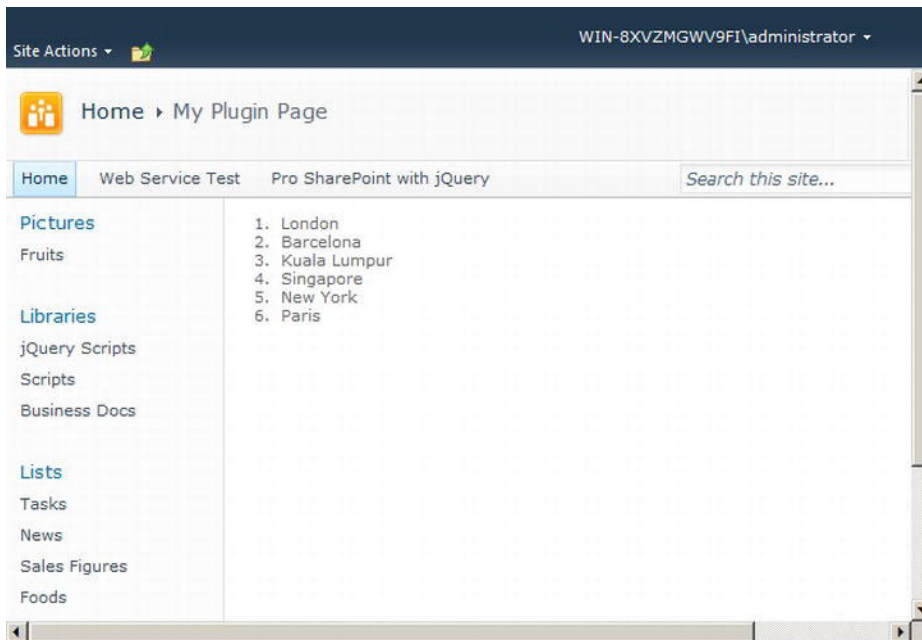 WIN-8XVZMGWV9FI\administrator
Site Actions
Home ▸ My Plugin Page
Home Web Service Test Pro SharePoint with jQuery Search this site...
Pictures
Fruits
Libraries
jQuery Scripts
Scripts
Business Docs
Lists
Tasks
News
Sales Figures
Foods
1. London
2. Barcelona
3. Kuala Lumpur
4. Singapore
5. New York
6. Paris